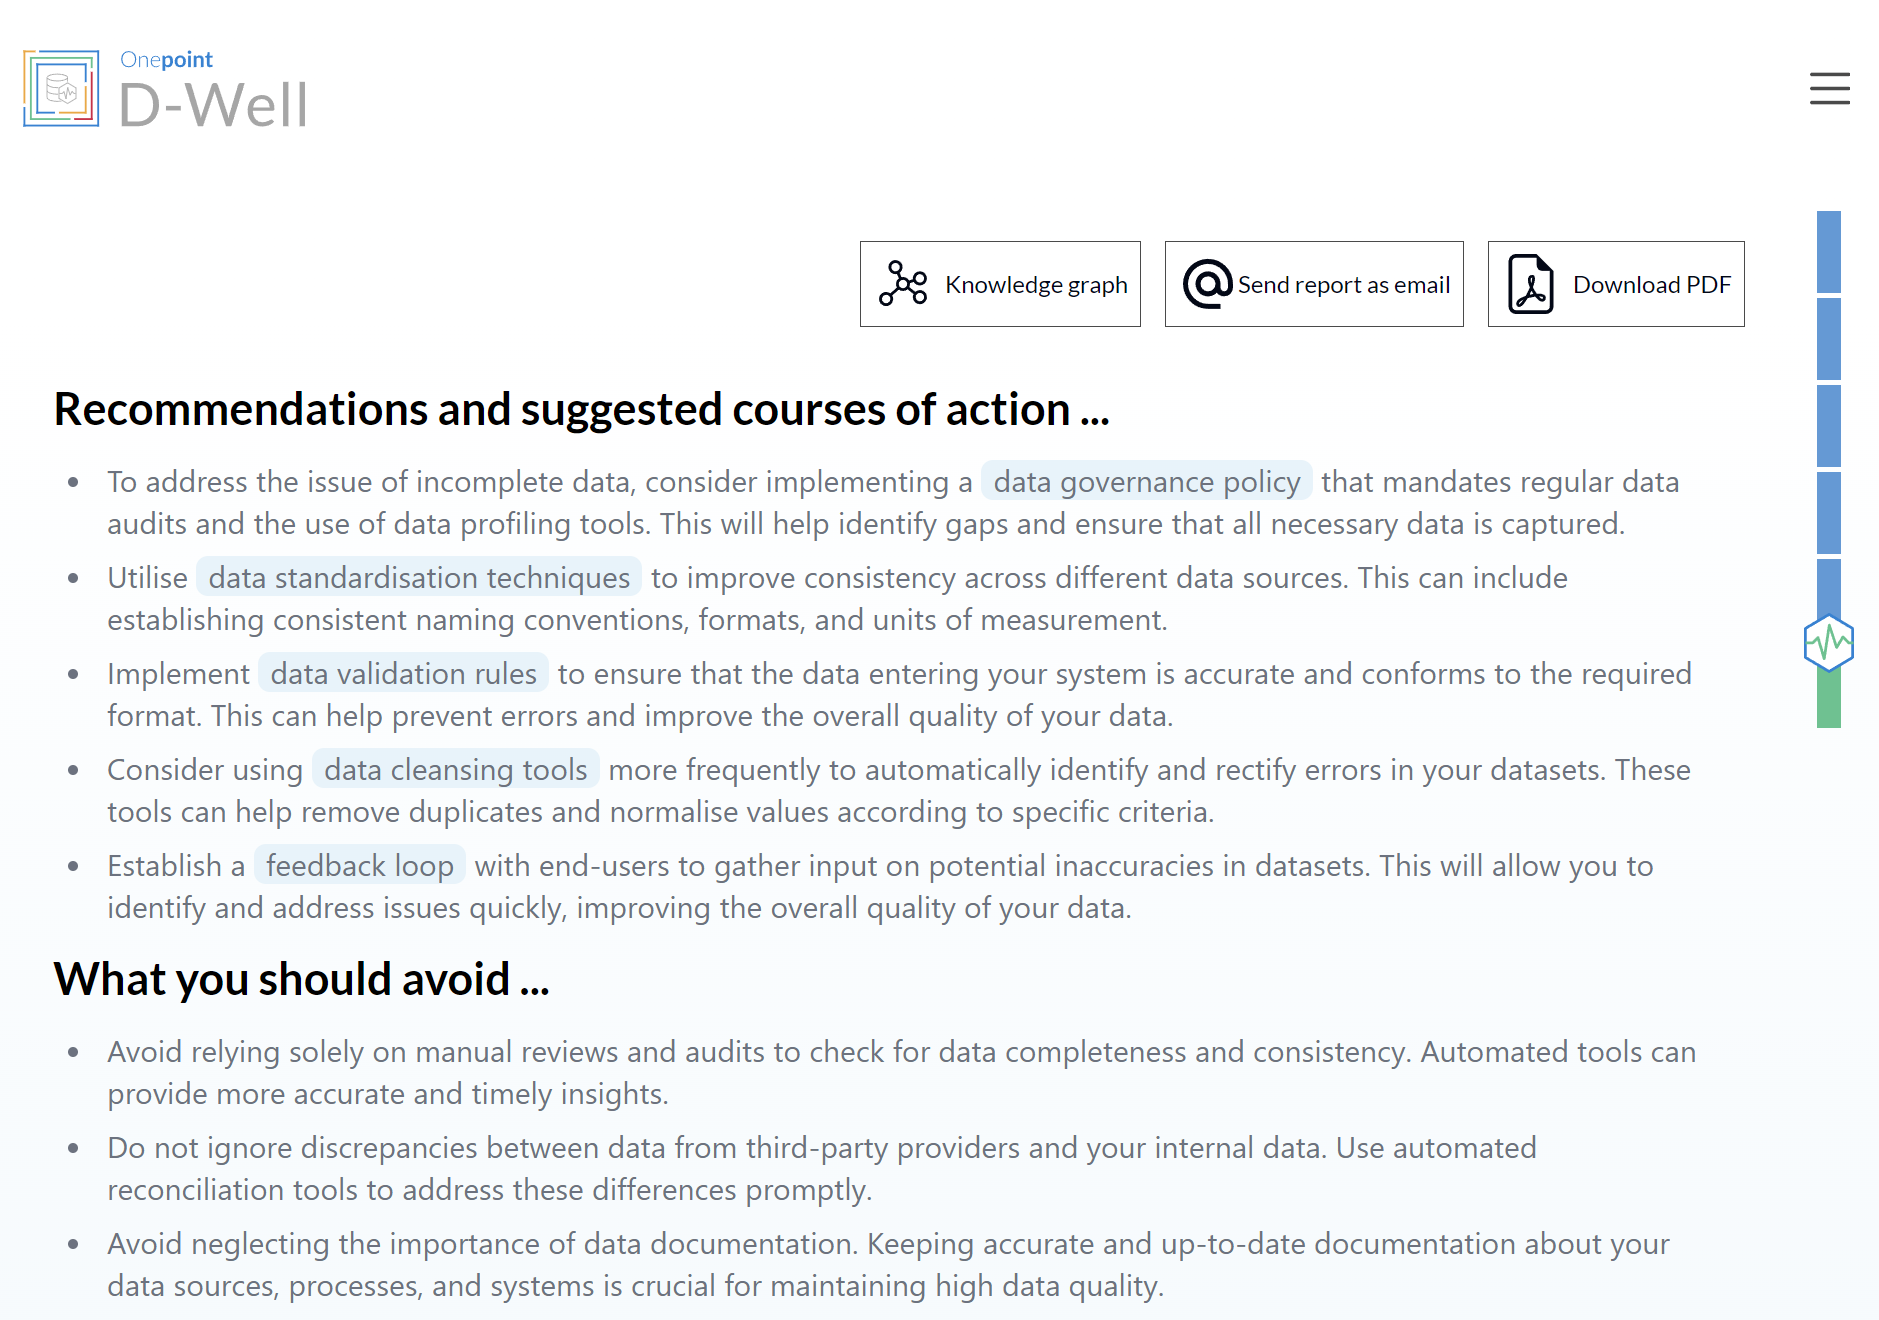 Onepoint
D-Well
Knowledge graph
Send report as email
Download PDF
Recommendations and suggested courses of action ...
• To address the issue of incomplete data, consider implementing a data governance policy that mandates regular data
audits and the use of data profiling tools. This will help identify gaps and ensure that all necessary data is captured.
• Utilise data standardisation techniques to improve consistency across different data sources. This can include
establishing consistent naming conventions, formats, and units of measurement.
• Implement data validation rules to ensure that the data entering your system is accurate and conforms to the required
format. This can help prevent errors and improve the overall quality of your data.
• Consider using data cleansing tools more frequently to automatically identify and rectify errors in your datasets. These
tools can help remove duplicates and normalise values according to specific criteria.
• Establish a feedback loop with end-users to gather input on potential inaccuracies in datasets. This will allow you to
identify and address issues quickly, improving the overall quality of your data.
What you should avoid ...
• Avoid relying solely on manual reviews and audits to check for data completeness and consistency. Automated tools can
provide more accurate and timely insights.
• Do not ignore discrepancies between data from third-party providers and your internal data. Use automated
reconciliation tools to address these differences promptly.
• Avoid neglecting the importance of data documentation. Keeping accurate and up-to-date documentation about your
data sources, processes, and systems is crucial for maintaining high data quality.